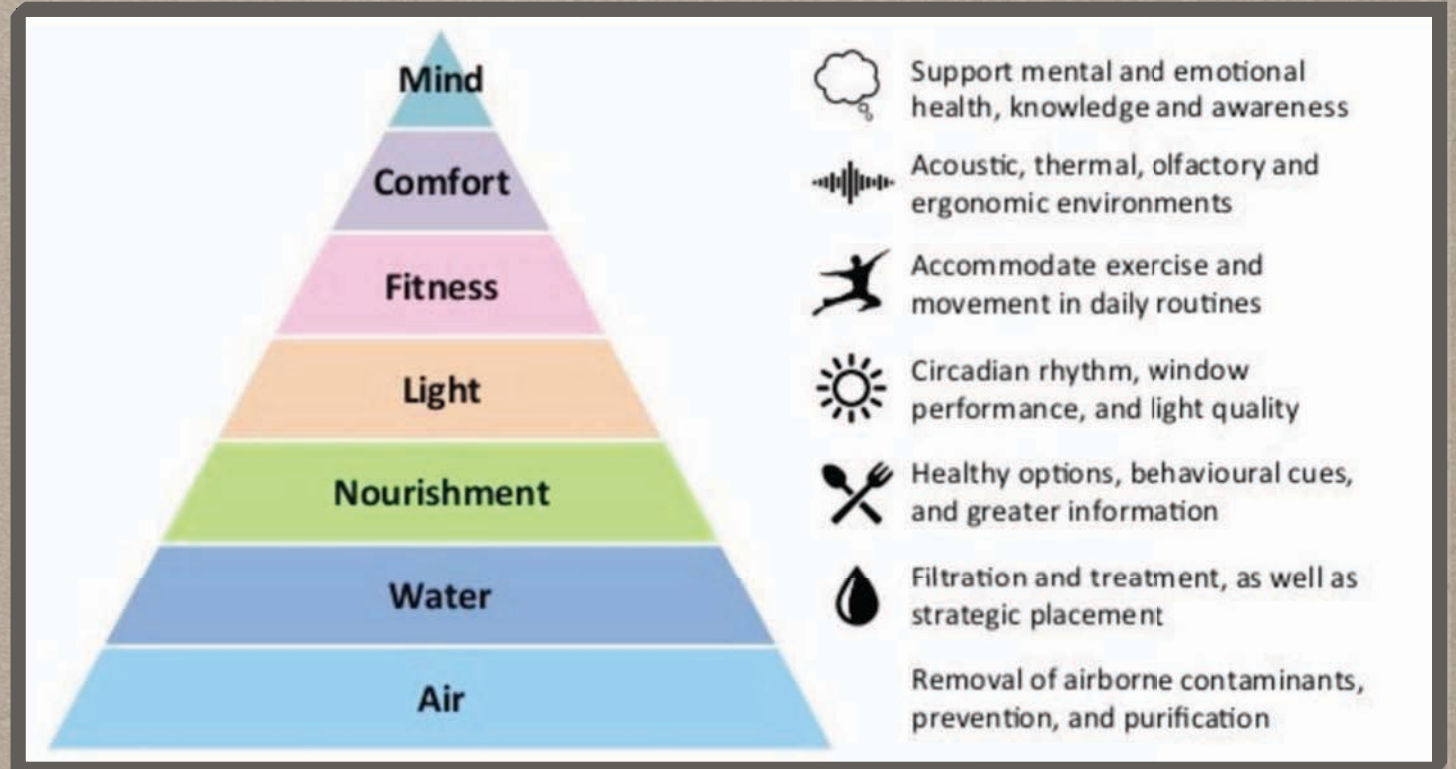 Mind
Support mental and emotional
health, knowledge and awareness
Comfort
Acoustic, thermal, olfactory and
ergonomic environments
Fitness
Accommodate exercise and
movement in daily routines
Light
Circadian rhythm, window
performance, and light quality
Nourishment
Healthy options, behavioural cues,
and greater information
Water
Filtration and treatment, as well as
strategic placement
Air
Removal of airborne contaminants,
prevention, and purification